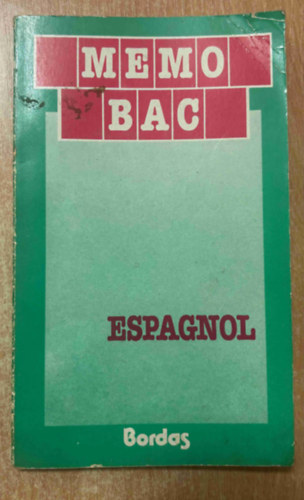 MEMO
BAC
ESPAGNOL
Bordas